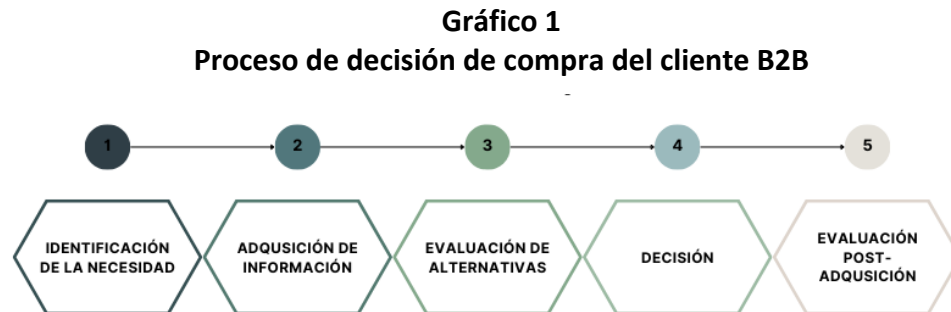 Gráfico 1
Proceso de decisión de compra del cliente B2B
1
2
3
4
5
IDENTIFICACIÓN
DE LA NECESIDAD
ADQUSICIÓN DE
INFORMACIÓN
EVALUACIÓN DE
ALTERNATIVAS
DECISIÓN
EVALUACIÓN
POST-
ADQUSICIÓN